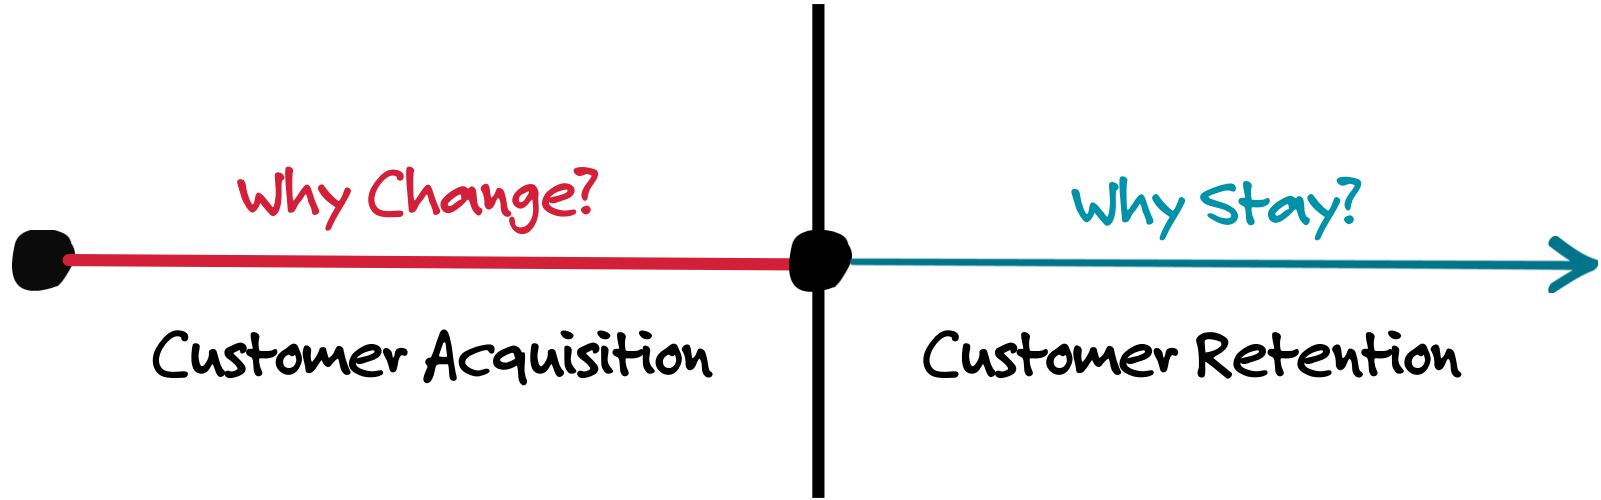 Why Change?
Customer Acquisition
Why Stay?
Customer Retention